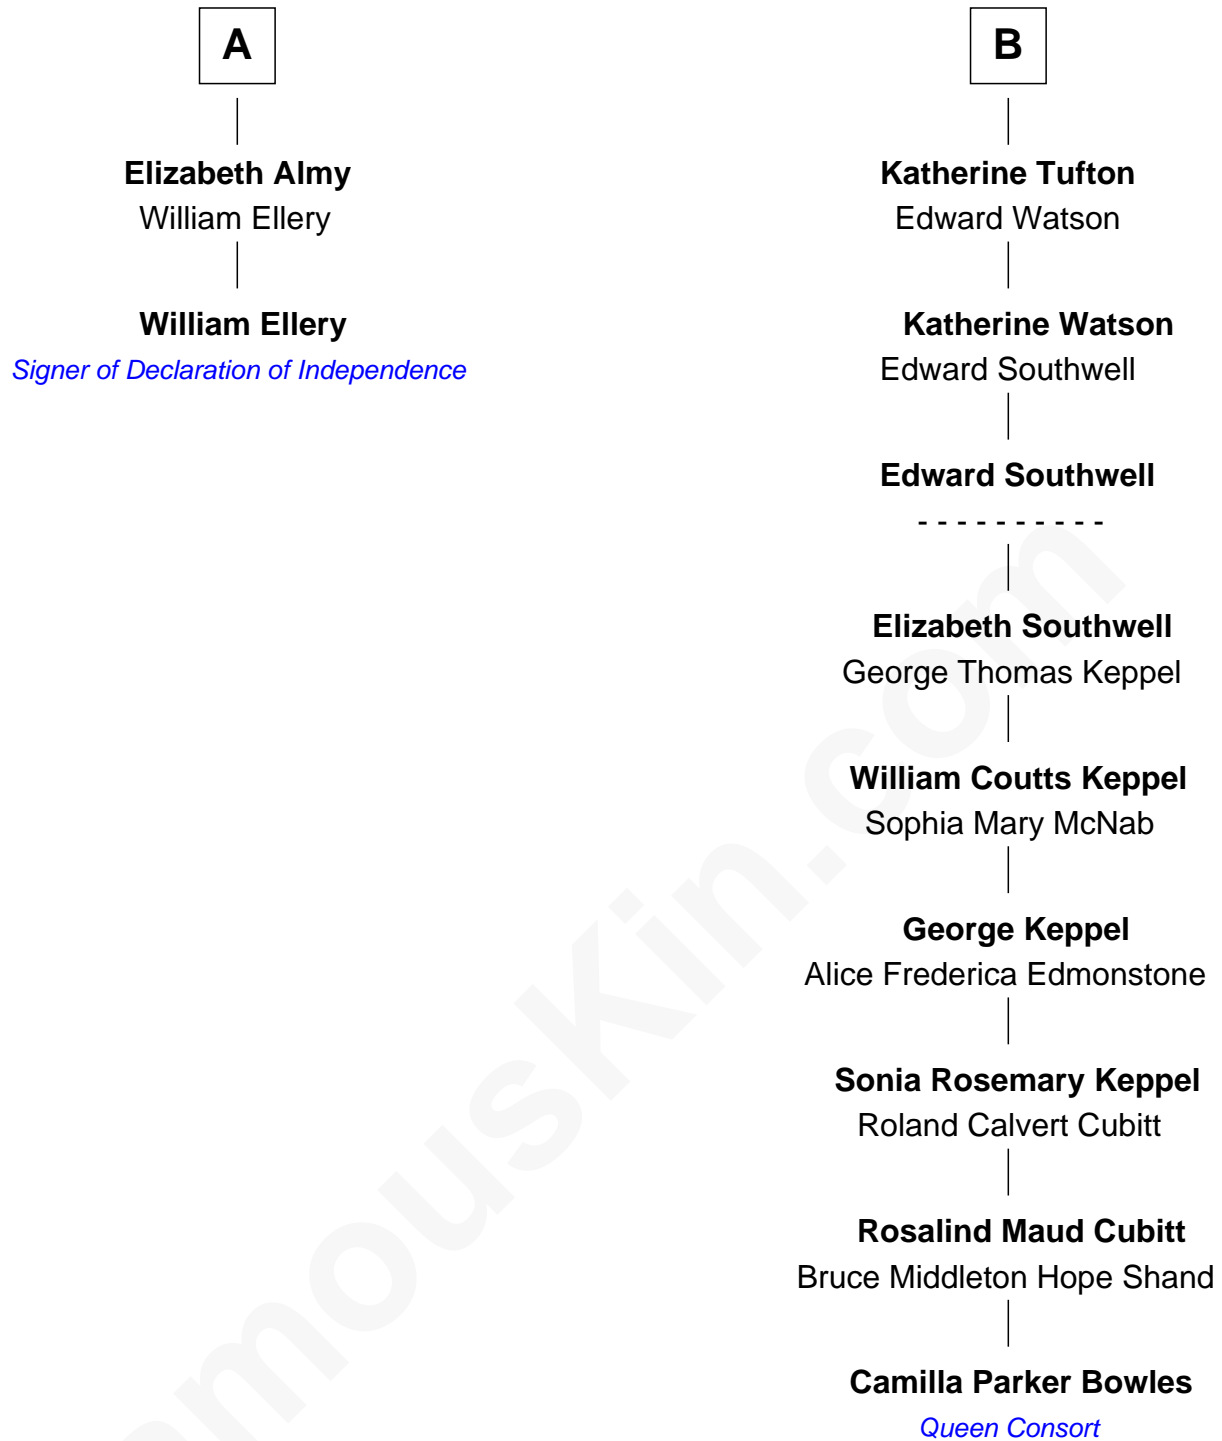 A
Elizabeth Almy
William Ellery
William Ellery
Signer of Declaration of Independence
B
Katherine Tufton
Edward Watson
Katherine Watson
Edward Southwell
Edward Southwell
- - - - - - - - - -
Elizabeth Southwell
George Thomas Keppel
William Coutts Keppel
Sophia Mary McNab
George Keppel
Alice Frederica Edmonstone
Sonia Rosemary Keppel
Roland Calvert Cubitt
Rosalind Maud Cubitt
Bruce Middleton Hope Shand
Camilla Parker Bowles
Queen Consort
amouskin.com